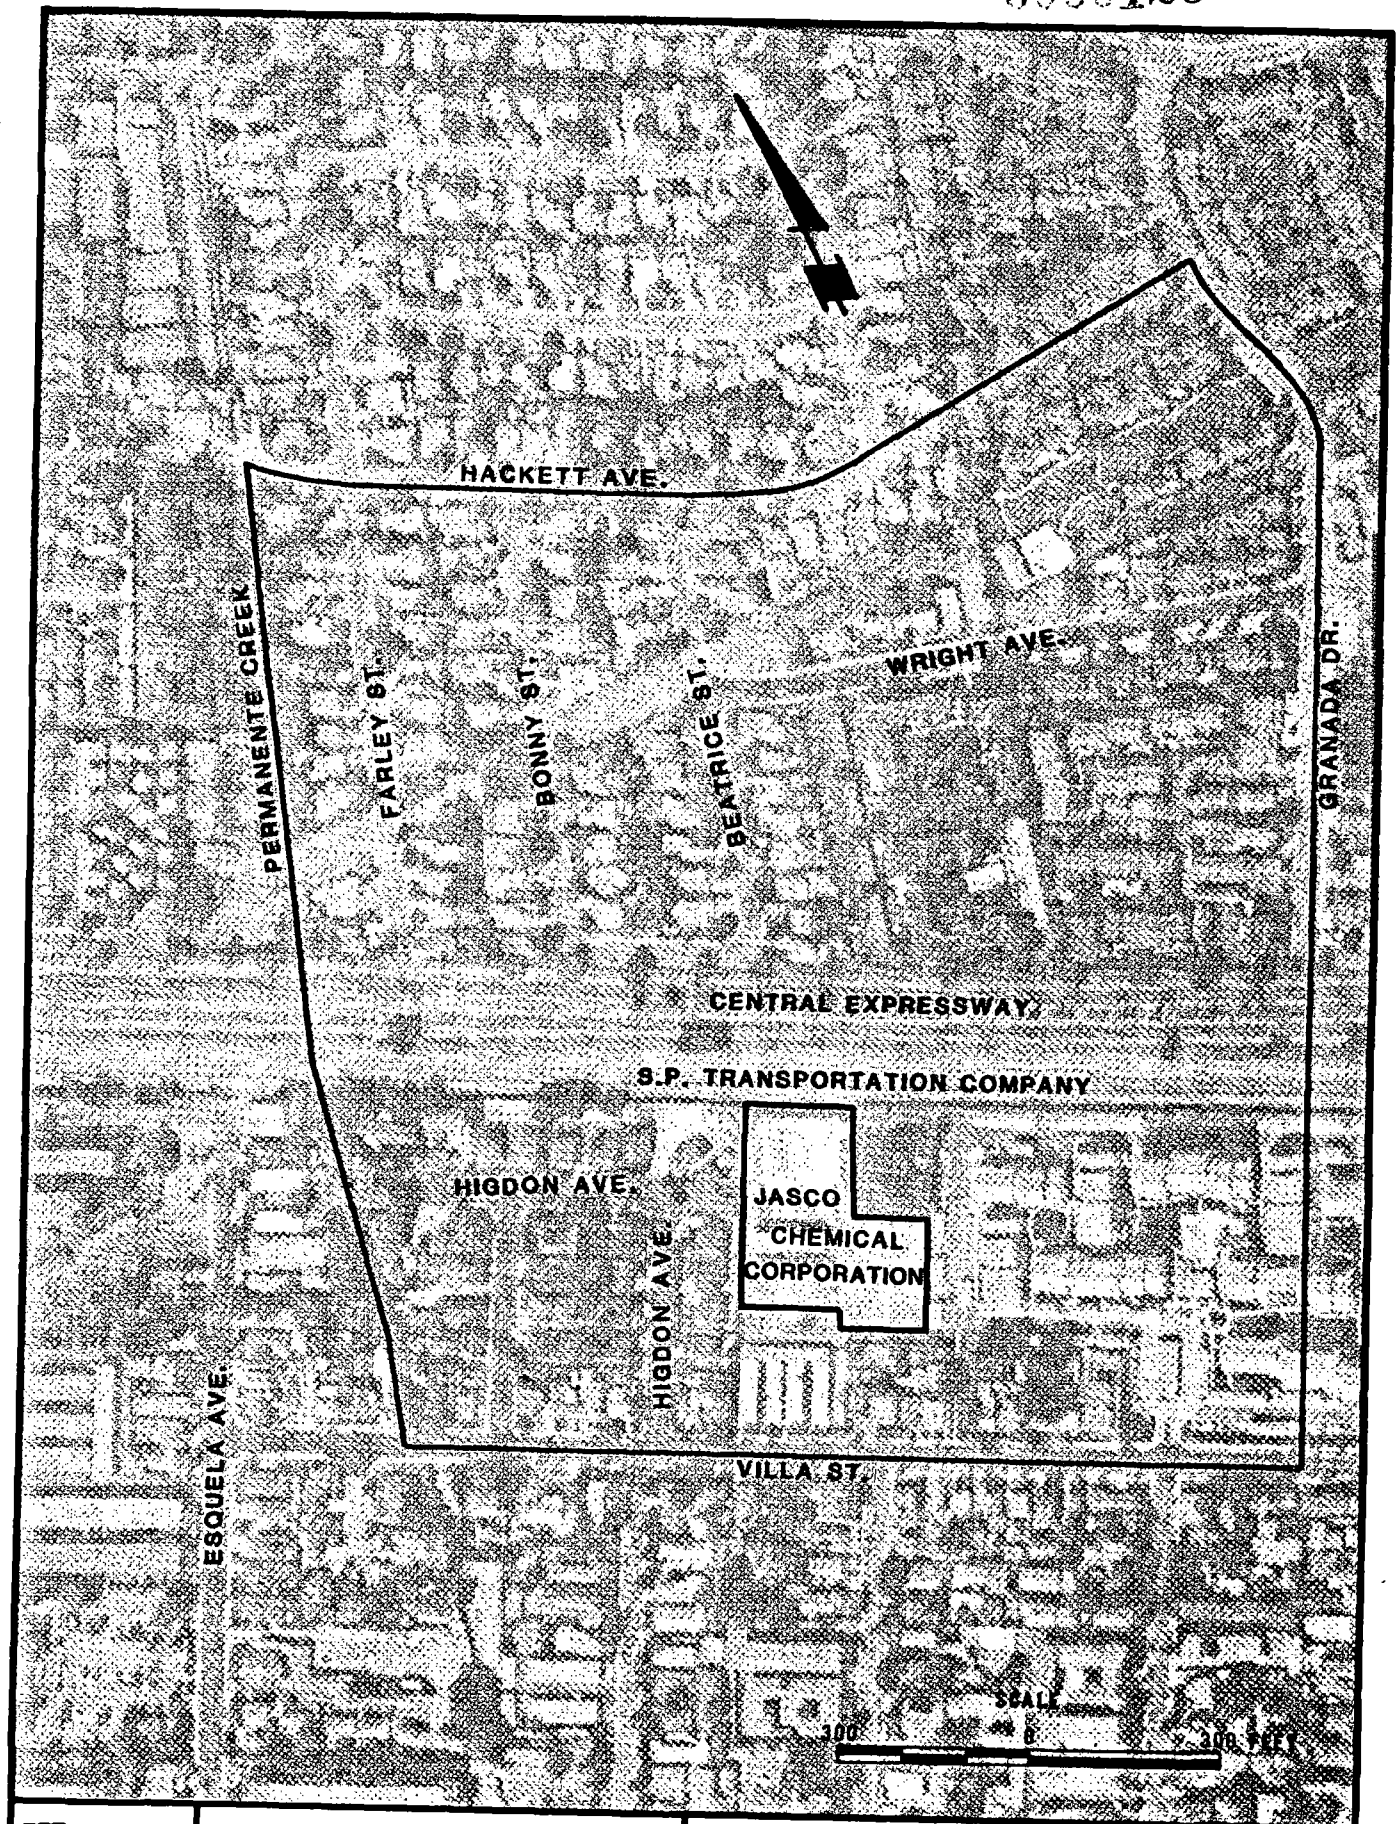 HACKETT AVE.
PERMANENTE CREEK
FARLEY ST.
BONNY ST.
BEATRICE ST.
WRIGHT AVE.
GRANADA DR.
CENTRAL EXPRESSWAY
S.P. TRANSPORTATION COMPANY
HIGDON AVE.
HIGDON AVE.
JASCO
CHEMICAL
CORPORATION
ESQUELA AVE.
VILLA ST.
SCALE
300 0 300 FEET